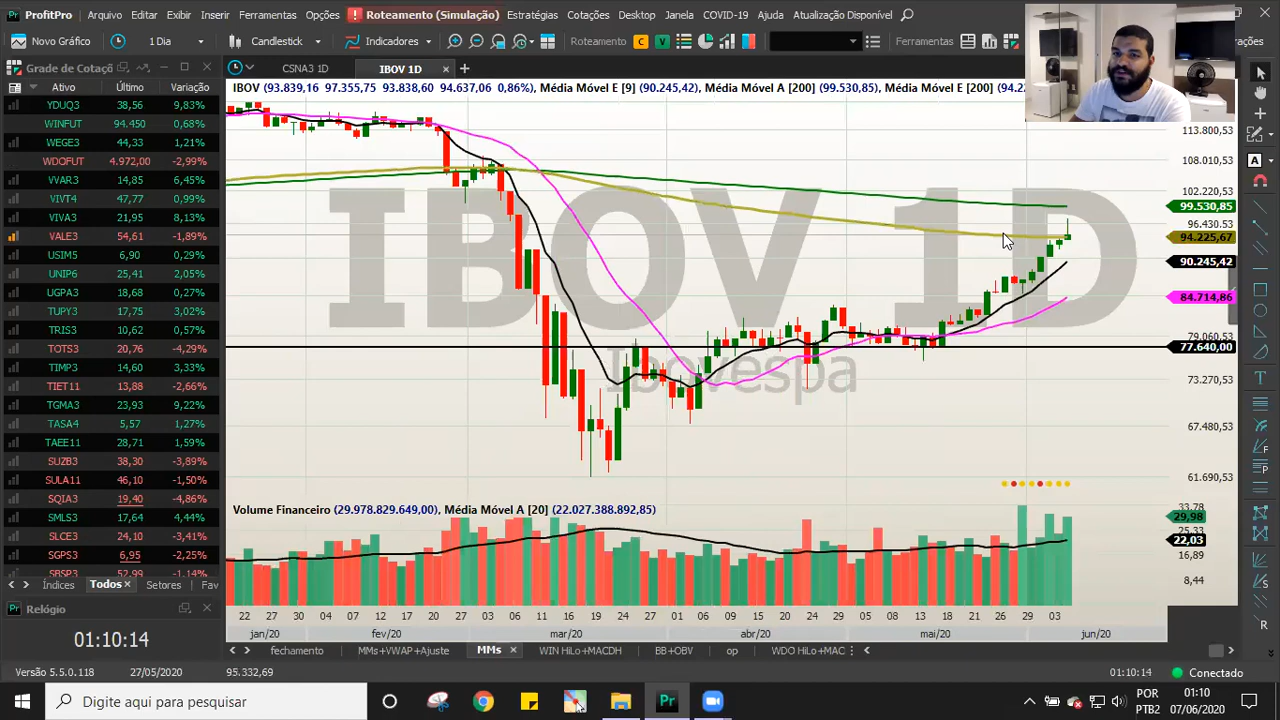 ProfitPro Arquivo Editar Exibir Inserir Ferramentas Opções Roteamento (Simulação) Estratégias Cotações Desktop Janela COVID-19 Ajuda Atualização Disponível
Novo Gráfico 1 Dia Candlestick Indicadores Roteamento C V Ferramentas
Grade de Cotaç
CSNA3 1D IBOV 1D
Ativo Último Variação
IBOV (93.839,16 97.355,75 93.838,60 94.637,06 0,86%), Média Móvel E [9] (90.245,42), Média Móvel A [200] (99.530,85), Média Móvel E [200] (94.2
YDUQ3 38,56 9,83%
WINFUT 94.450 0,68%
WEGE3 44,33 1,21%
WDOFUT 4.972,00 -2,99%
VVAR3 14,85 6,45%
VIVT4 47,77 0,99%
VIVA3 21,95 8,13%
VALE3 54,61 -1,89%
USIM5 6,90 0,29%
UNIP6 25,41 2,05%
UGPA3 18,68 0,27%
TUPY3 17,75 3,02%
TRIS3 10,62 0,57%
TOTS3 20,76 -4,29%
TIMP3 14,60 3,33%
TIET11 13,88 -2,66%
TGMA3 23,93 9,22%
TASA4 5,57 1,27%
TAEE11 28,71 1,59%
SUZB3 38,30 -3,89%
SULA11 46,10 -1,50%
SQIA3 19,40 -4,86%
SMLS3 17,64 4,44%
SLCE3 24,10 -3,41%
SGPS3 6,95 -2,25%
SBSP3 52,99 -1,14%
Índices Todos Setores Fav
Relógio
01:10:14
IBOV 1D
Ibovespa
113.800,53
108.010,53
102.220,53
99.530,85
96.430,53
94.225,67
90.245,42
84.714,86
79.060,53
77.640,00
73.270,53
67.480,53
61.690,53
Volume Financeiro (29.978.829.649,00), Média Móvel A [20] (22.027.388.892,85)
33,78
29,98
25,33
22,03
16,89
8,44
22 27 30 04 07 12 17 20 27 03 06 11 16 19 24 27 01 07 15 20 24 29 05 08 13 18 21 26 29 03
jan/20 fev/20 mar/20 abr/20 mai/20 jun/20
fechamento MMs+VWAP+Ajuste MMs WIN HiLo+MACDH BB+OBV op WDO HiLo+MAC
Versão 5.5.0.118 27/05/2020 95.332,69 01:10:14 Conectado
Digite aqui para pesquisar
POR
PTB2
01:10
07/06/2020